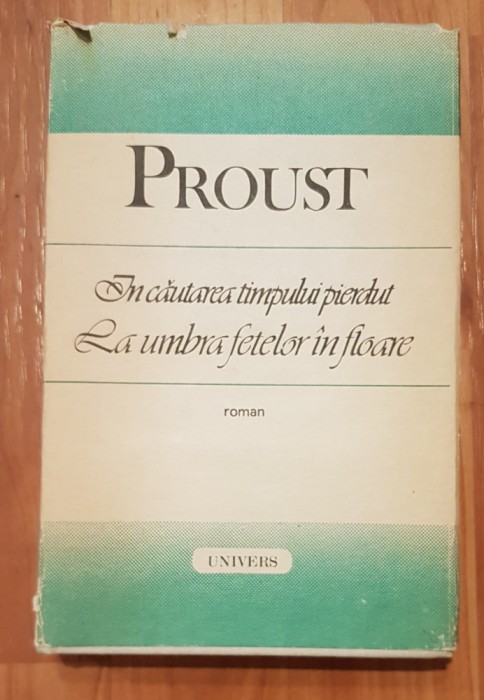 PROUST
In căutarea timpului pierdut
La umbra fetelor în floare
roman
UNIVERS